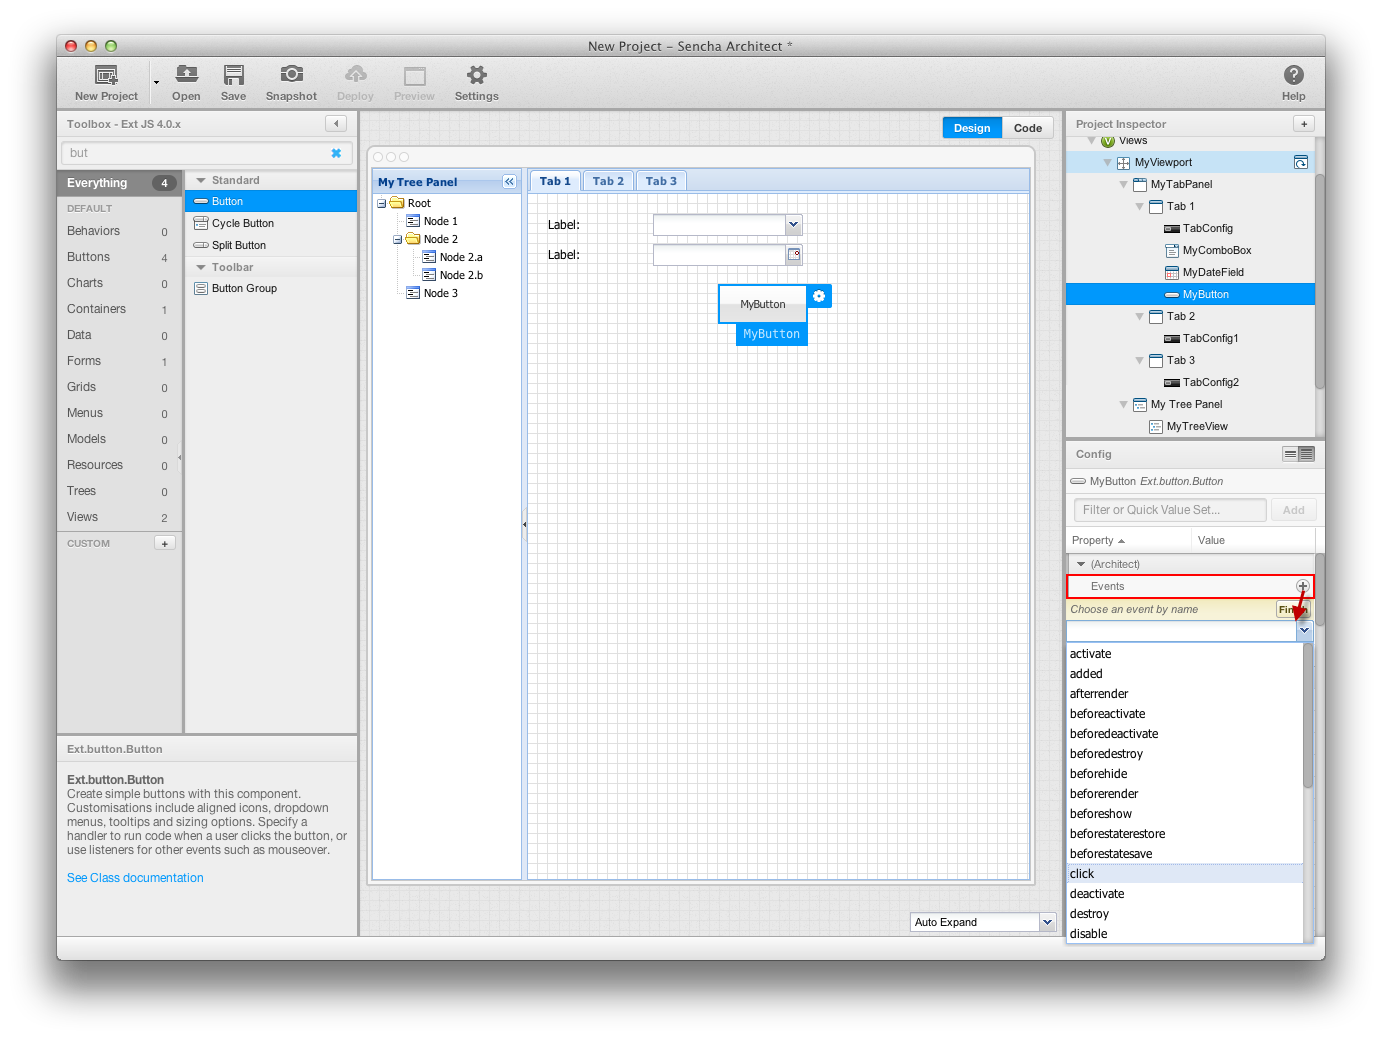 New Project – Sencha Architect *
New Project
Open
Save
Snapshot
Deploy
Preview
Settings
Help
Toolbox - Ext JS 4.0.x
but
Everything 4
DEFAULT
Behaviors 0
Buttons 4
Charts 0
Containers 1
Data 0
Forms 1
Grids 0
Menus 0
Models 0
Resources 0
Trees 0
Views 2
CUSTOM +
Standard
Button
Cycle Button
Split Button
Toolbar
Button Group
Ext.button.Button
Ext.button.Button
Create simple buttons with this component.
Customisations include aligned icons, dropdown
menus, tooltips and sizing options. Specify a
handler to run code when a user clicks the button, or
use listeners for other events such as mouseover.
See Class documentation
Design Code
My Tree Panel
Root
Node 1
Node 2
Node 2.a
Node 2.b
Node 3
Tab 1 Tab 2 Tab 3
Label:
Label:
MyButton
MyButton
Auto Expand
Project Inspector +
Views
MyViewport
MyTabPanel
Tab 1
TabConfig
MyComboBox
MyDateField
MyButton
Tab 2
TabConfig1
Tab 3
TabConfig2
My Tree Panel
MyTreeView
Config
MyButton Ext.button.Button
Filter or Quick Value Set... Add
Property Value
(Architect)
Events
Choose an event by name
activate
added
afterrender
beforeactivate
beforedeactivate
beforedestroy
beforehide
beforerender
beforeshow
beforestaterestore
beforestatesave
click
deactivate
destroy
disable